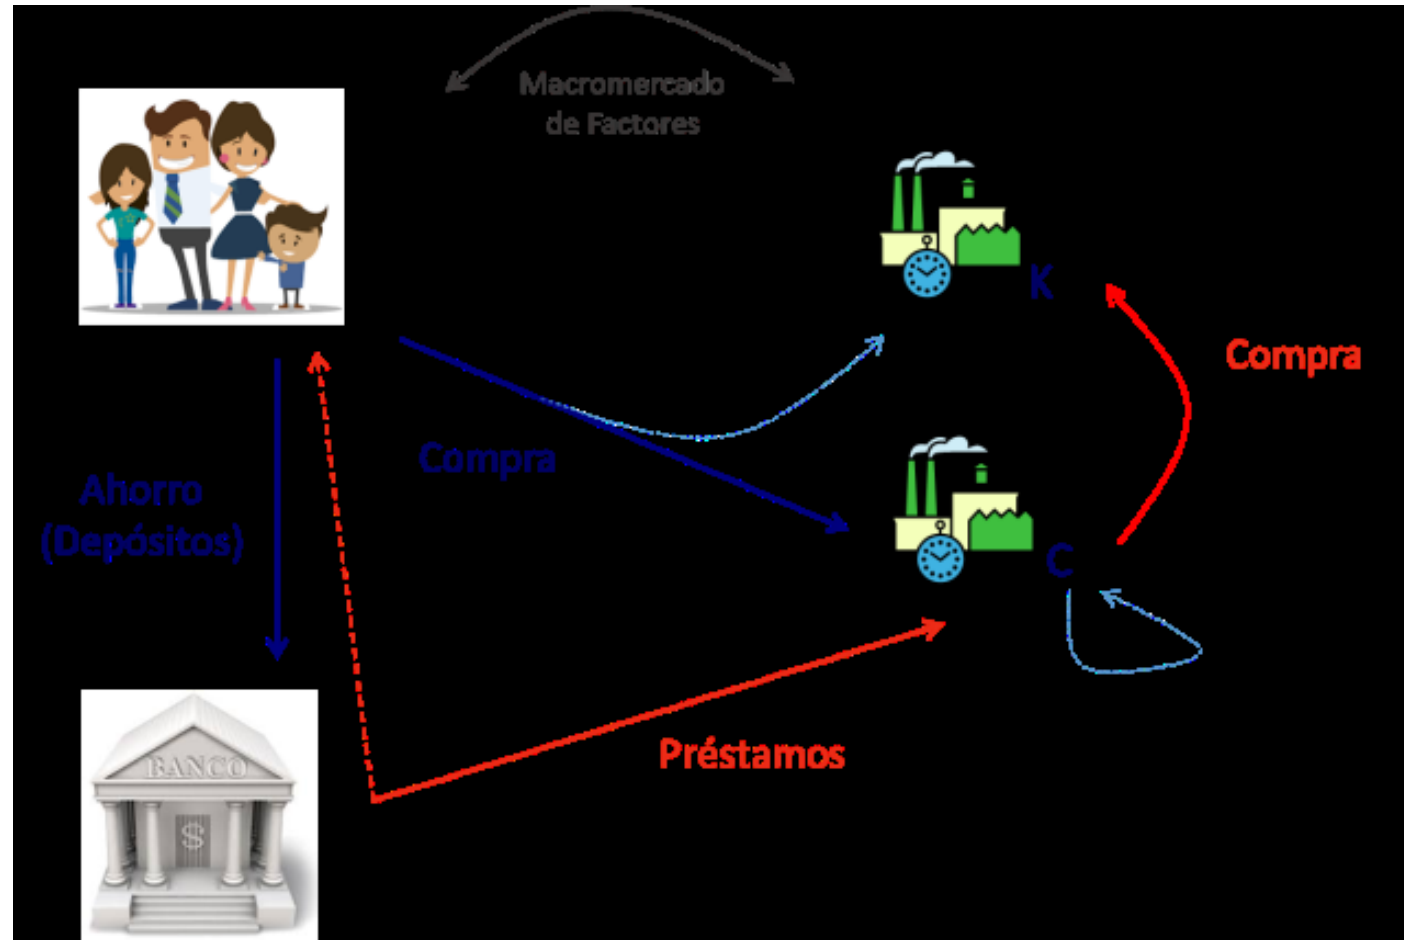 Macromercado
de Factores
K
Compra
Compra
Ahorro
(Depósitos)
C
Préstamos
BANCO
$